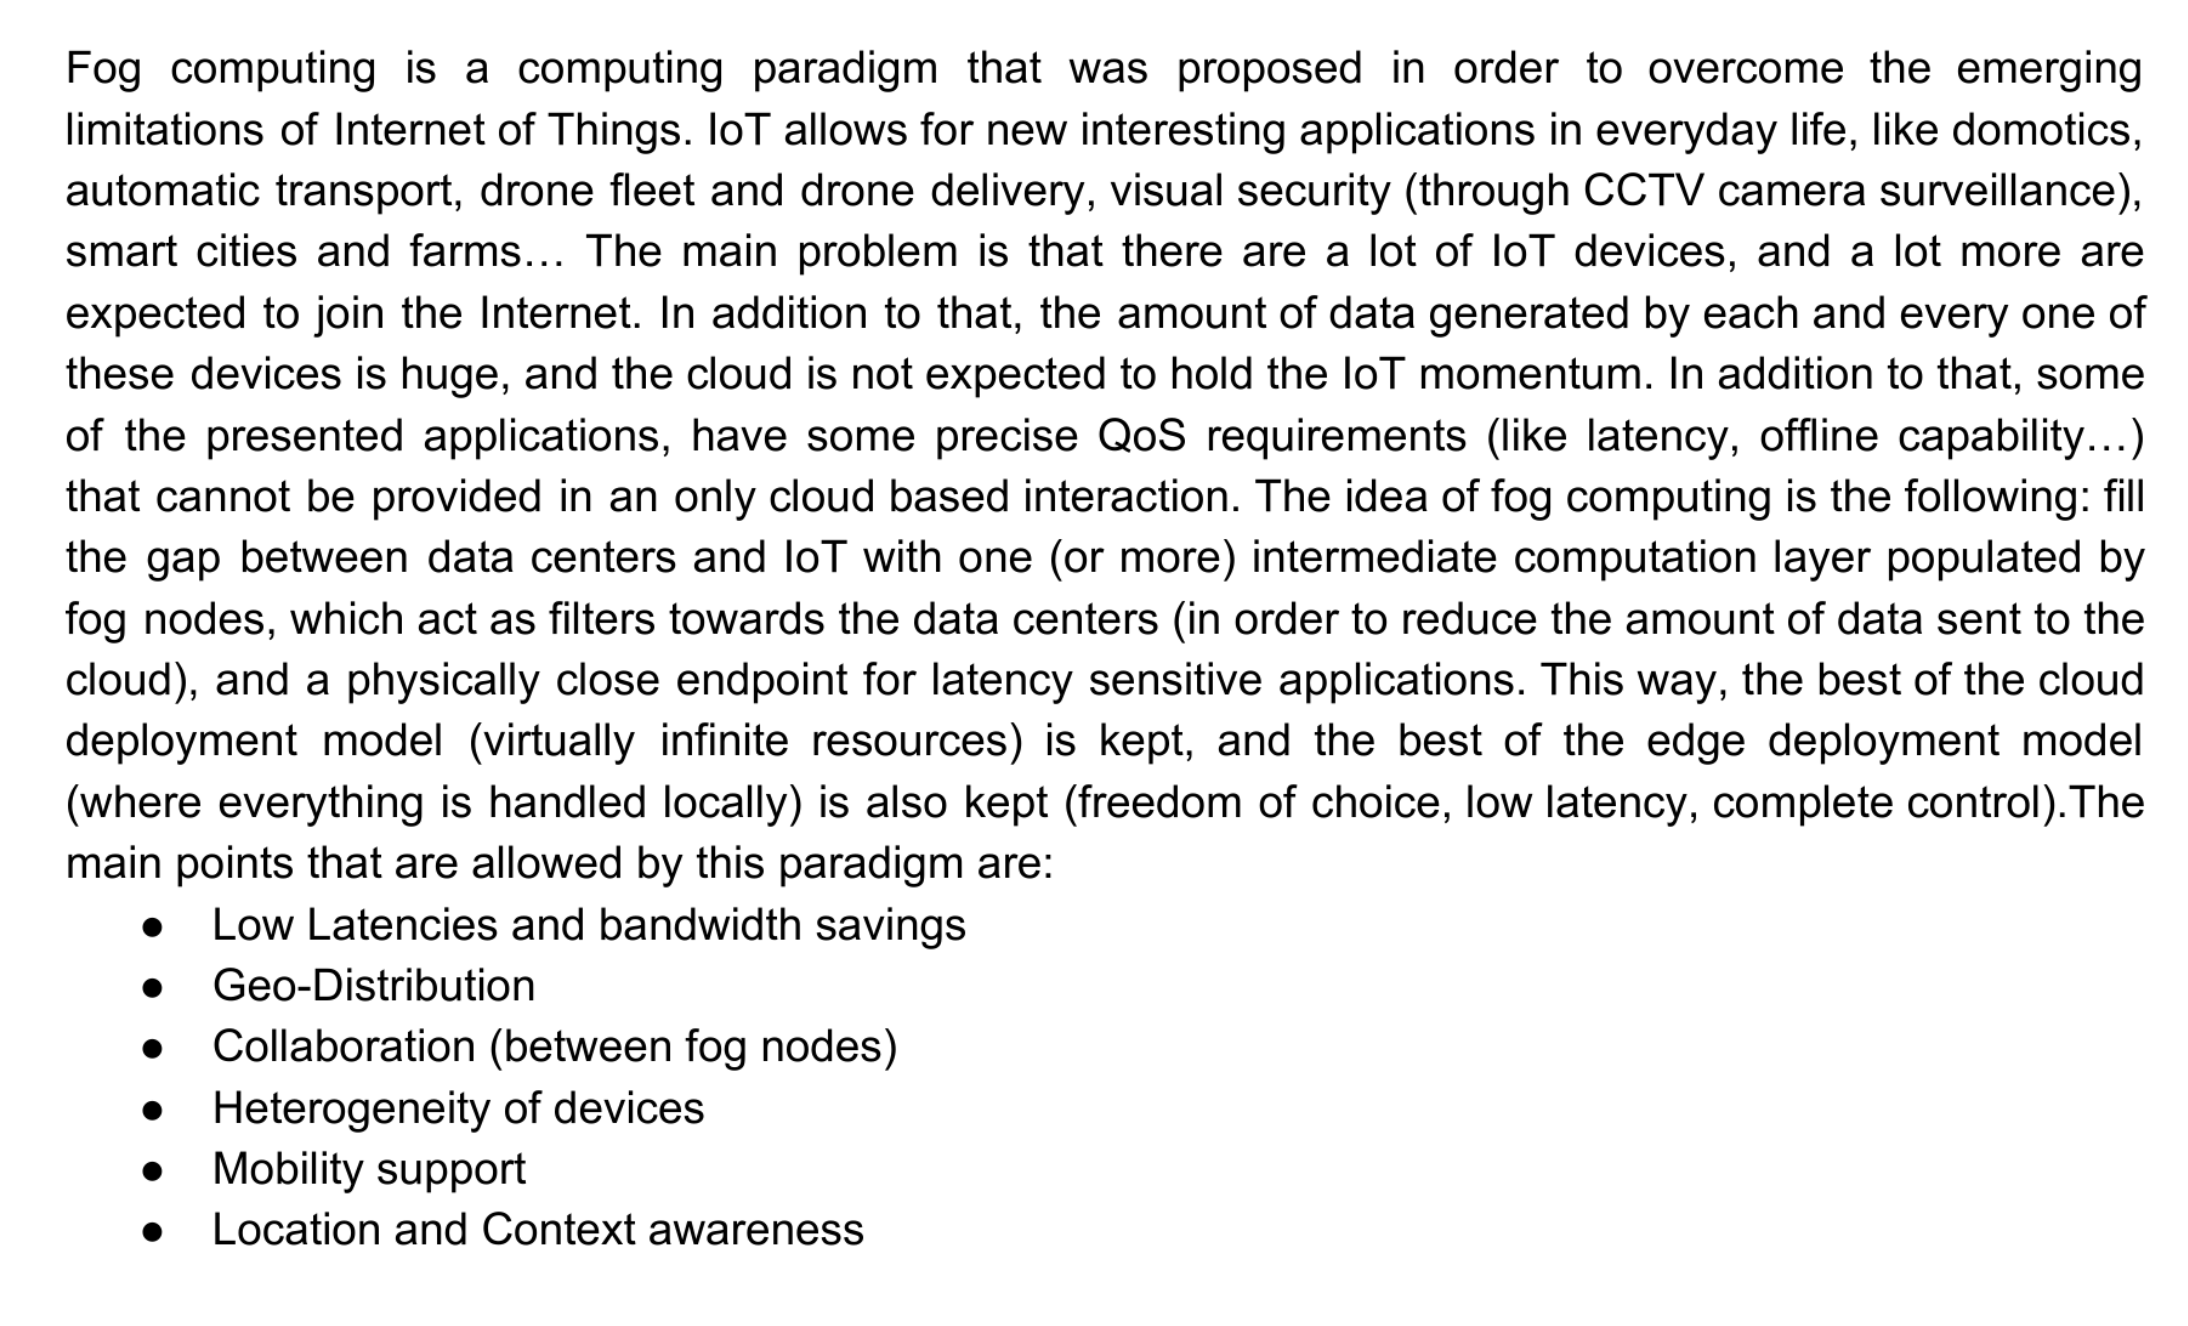 Fog computing is a computing paradigm that was proposed in order to overcome the emerging
limitations of Internet of Things. IoT allows for new interesting applications in everyday life, like domotics,
automatic transport, drone fleet and drone delivery, visual security (through CCTV camera surveillance),
smart cities and farms… The main problem is that there are a lot of IoT devices, and a lot more are
expected to join the Internet. In addition to that, the amount of data generated by each and every one of
these devices is huge, and the cloud is not expected to hold the IoT momentum. In addition to that, some
of the presented applications, have some precise QoS requirements (like latency, offline capability…)
that cannot be provided in an only cloud based interaction. The idea of fog computing is the following: fill
the gap between data centers and IoT with one (or more) intermediate computation layer populated by
fog nodes, which act as filters towards the data centers (in order to reduce the amount of data sent to the
cloud), and a physically close endpoint for latency sensitive applications. This way, the best of the cloud
deployment model (virtually infinite resources) is kept, and the best of the edge deployment model
(where everything is handled locally) is also kept (freedom of choice, low latency, complete control).The
main points that are allowed by this paradigm are:
● Low Latencies and bandwidth savings
● Geo-Distribution
● Collaboration (between fog nodes)
● Heterogeneity of devices
● Mobility support
● Location and Context awareness